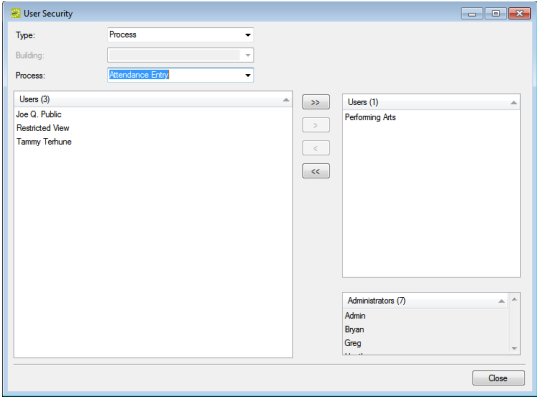 User Security
Type: Process
Building:
Process: Attendance Entry
Users (3)
Joe Q. Public
Restricted View
Tammy Terhune
>>
>
<
<<
Users (1)
Performing Arts
Administrators (7)
Admin
Bryan
Greg
Close